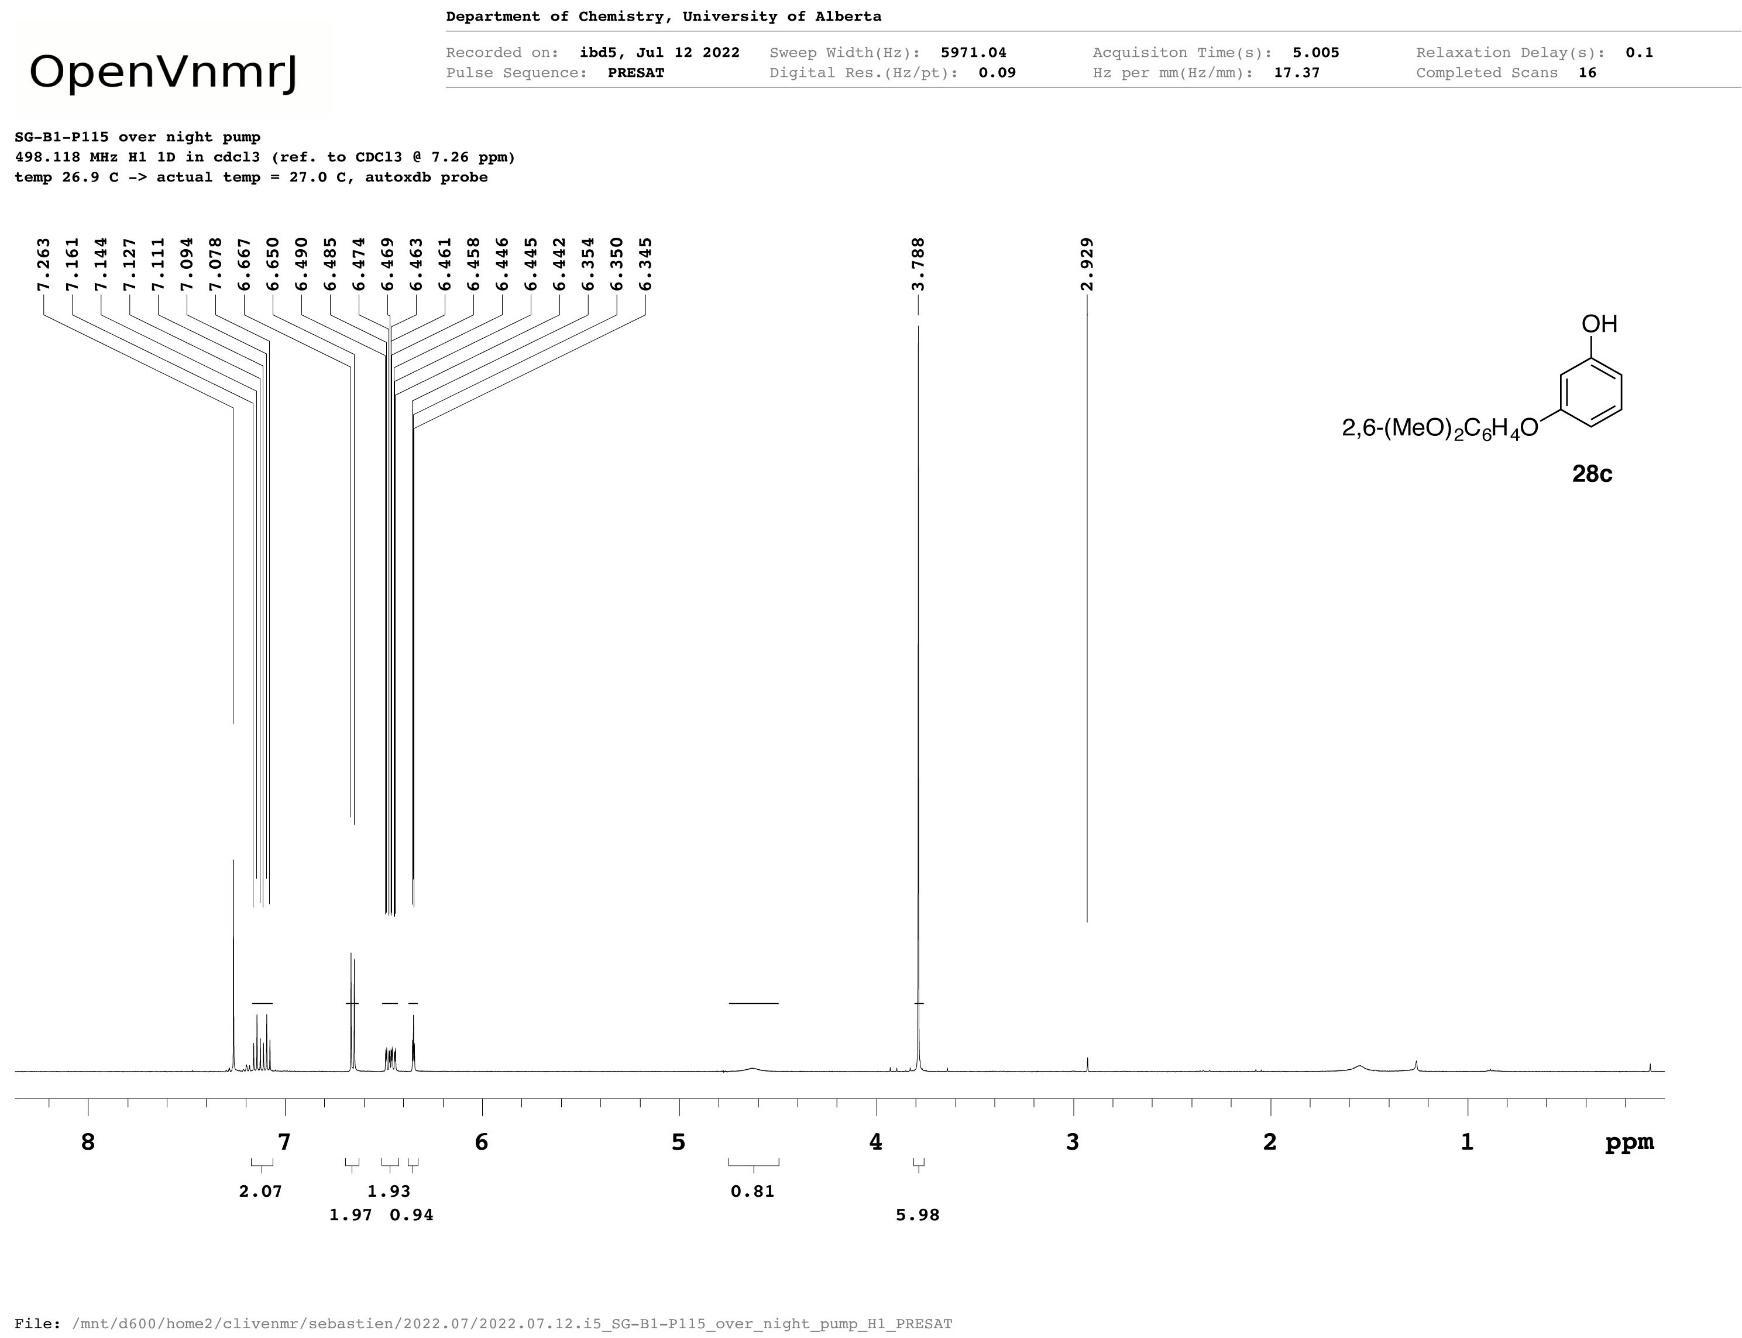 Department of Chemistry, University of Alberta
OpenVnmrJ
Recorded on: ibd5, Jul 12 2022 Sweep Width(Hz): 5971.04 Acquisiton Time(s): 5.005 Relaxation Delay(s): 0.1
Pulse Sequence: PRESAT Digital Res.(Hz/pt): 0.09 Hz per mm(Hz/mm): 17.37 Completed Scans 16
SG-B1-P115 over night pump
498.118 MHz H1 1D in cdcl3 (ref. to CDCl3 @ 7.26 ppm)
temp 26.9 C -> actual temp = 27.0 C, autoxdb probe
7.263
7.161
7.144
7.127
7.111
7.094
7.078
6.667
6.650
6.490
6.485
6.474
6.469
6.463
6.461
6.458
6.446
6.445
6.442
6.354
6.350
6.345
3.788
2.929
OH
2,6-(MeO)₂C₆H₄O
28c
8 7 6 5 4 3 2 1 ppm
2.07 1.93 0.81
1.97 0.94 5.98
File: /mnt/d600/home2/clivenmr/sebastien/2022.07/2022.07.12.i5_SG-B1-P115_over_night_pump_H1_PRESAT